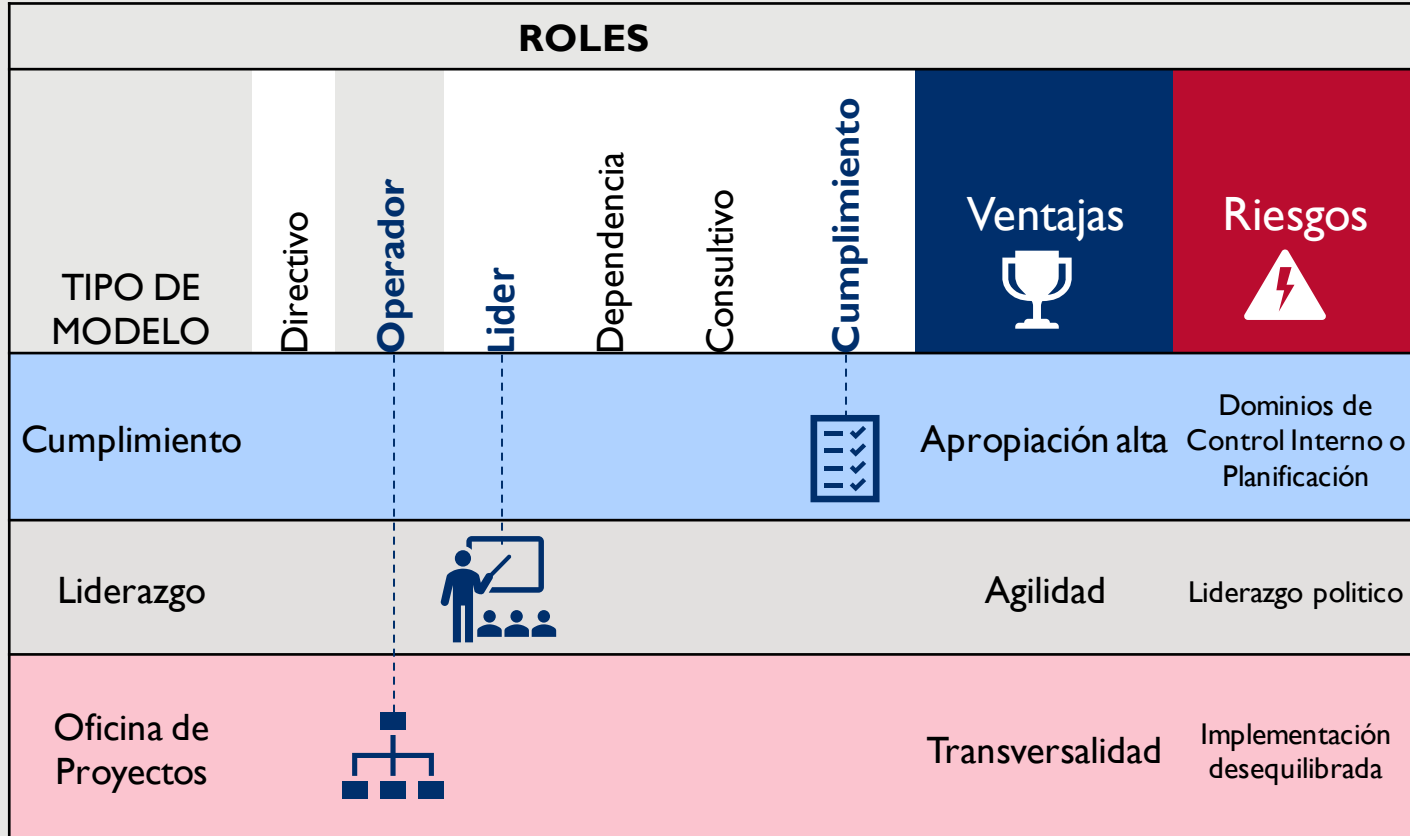 ROLES
TIPO DE
MODELO
Directivo
Operador
Lider
Dependencia
Consultivo
Cumplimiento
Ventajas
Riesgos
Cumplimiento
Apropiación alta
Dominios de
Control Interno o
Planificación
Liderazgo
Agilidad
Liderazgo politico
Oficina de
Proyectos
Transversalidad
Implementación
desequilibrada